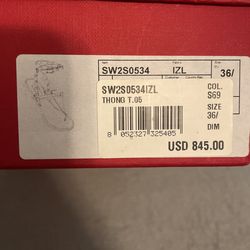 SW2S0534 IZL 36/
SW2S0534IZL
THONG T.05
COL.
S69
SIZE
36/
DIM
8 052327 325405
USD 845.00